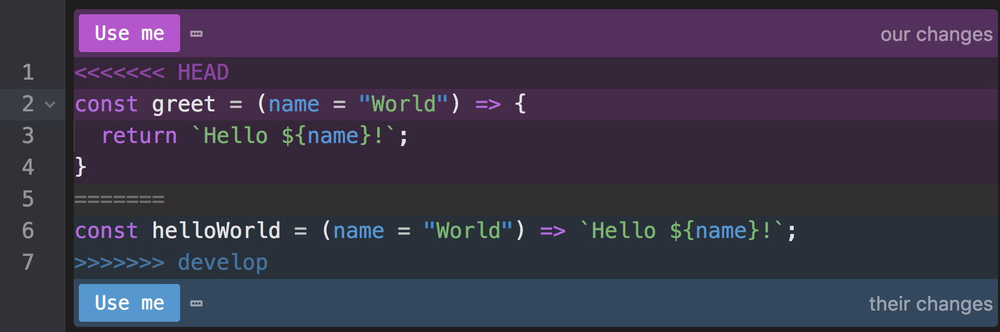 Use me our changes
1 <<<<<<< HEAD
2 const greet = (name = "World") => {
3   return `Hello ${name}!`;
4 }
5 =======
6 const helloWorld = (name = "World") => `Hello ${name}!`;
7 >>>>>>> develop
Use me their changes